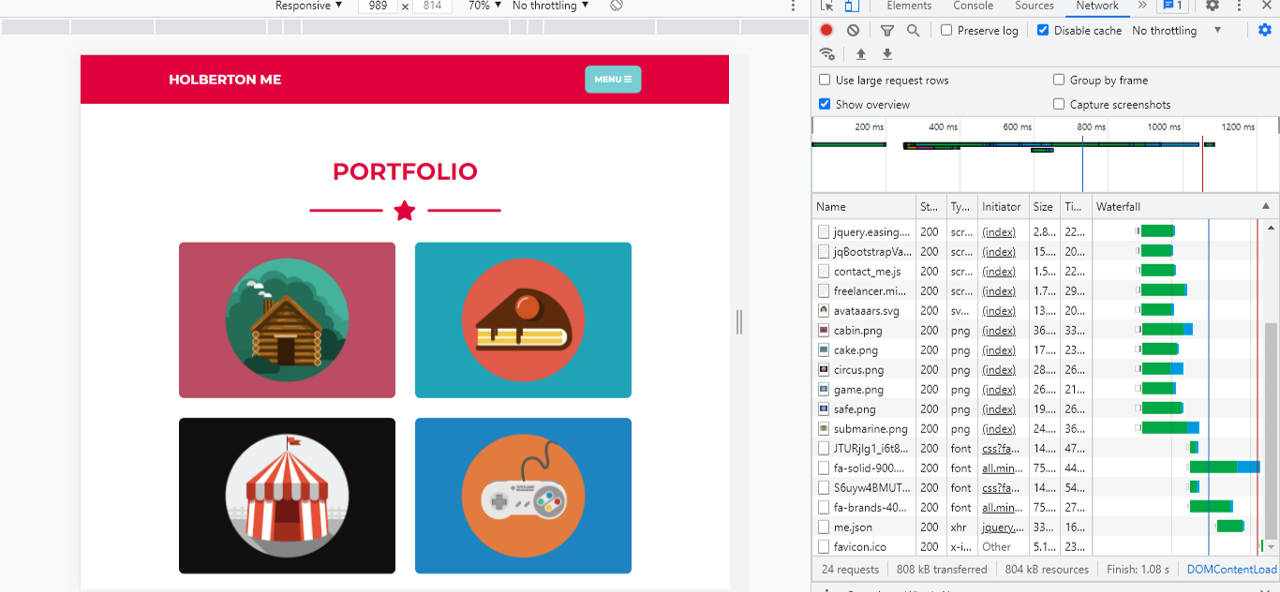 Responsive ▼ 989 × 814 70% ▼ No throttling ▼
HOLBERTON ME
MENU
PORTFOLIO
Elements Console Sources Network » 1
Preserve log Disable cache No throttling ▼
Use large request rows Group by frame
Show overview Capture screenshots
200 ms 400 ms 600 ms 800 ms 1000 ms 1200 ms
Name St... Ty... Initiator Size Ti... Waterfall
jquery.easing.... 200 scr... (index) 2.8... 22...
jqBootstrapVa... 200 scr... (index) 15.... 20...
contact_me.js 200 scr... (index) 1.5... 22...
freelancer.mi... 200 scr... (index) 1.7... 29...
avataaars.svg 200 sv... (index) 13.... 20...
cabin.png 200 png (index) 36.... 33...
cake.png 200 png (index) 17.... 23...
circus.png 200 png (index) 28.... 26...
game.png 200 png (index) 26.... 21...
safe.png 200 png (index) 19.... 26...
submarine.png 200 png (index) 24.... 36...
JTURjIg1_i6t8... 200 font css?fa... 14.... 47...
fa-solid-900.... 200 font all.min... 75.... 44...
S6uyw4BMUT... 200 font css?fa... 14.... 54...
fa-brands-40... 200 font all.min... 75.... 27...
me.json 200 xhr jquery.... 33... 16...
favicon.ico 200 x-i... Other 5.1... 23...
24 requests 808 kB transferred 804 kB resources Finish: 1.08 s DOMContentLoad